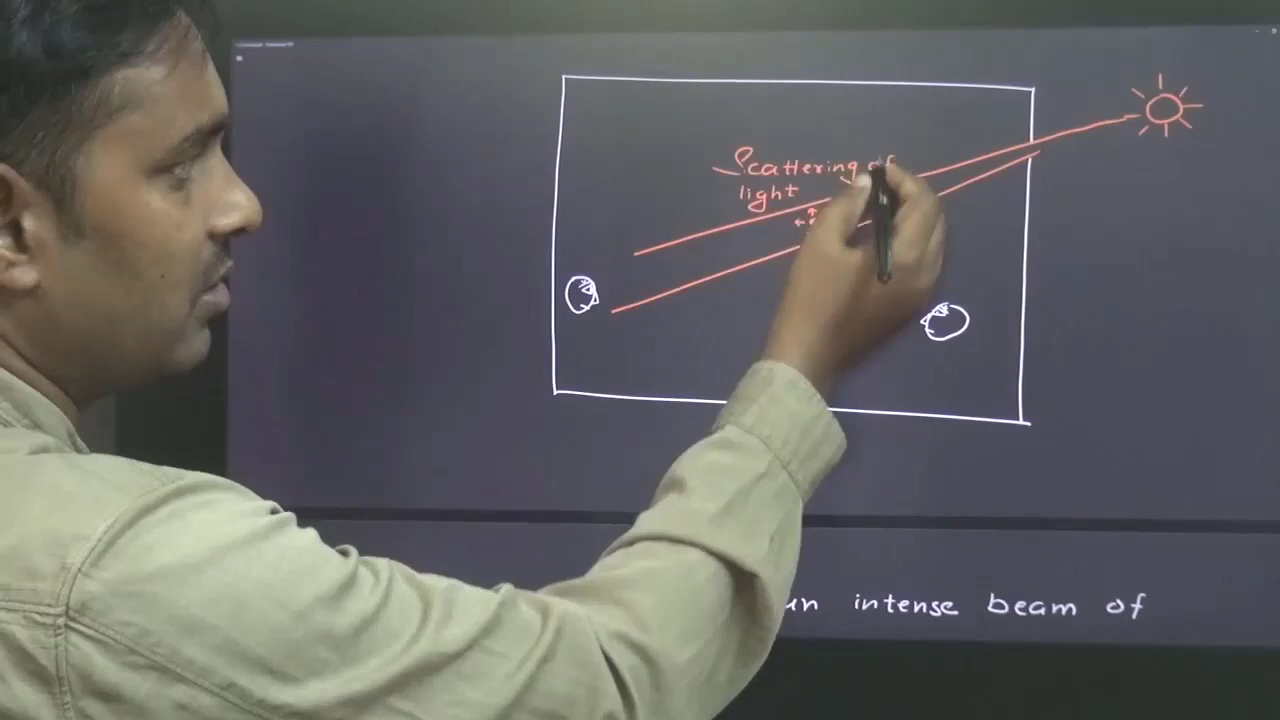 Scattering of
light
an intense beam of